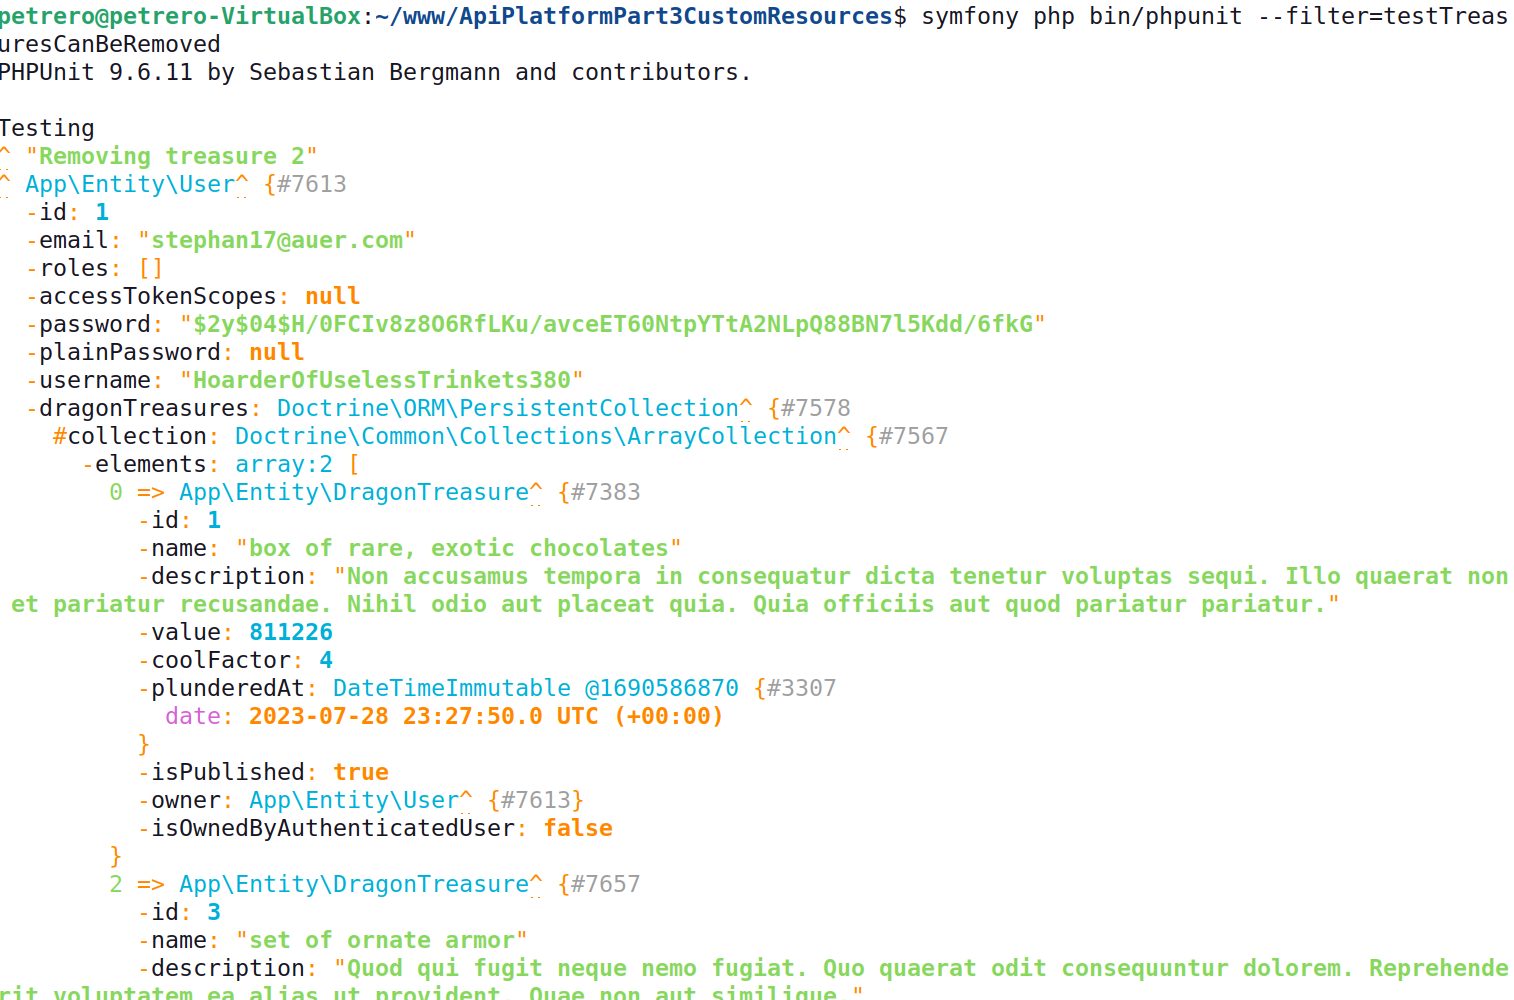 petrero@petrero-VirtualBox:~/www/ApiPlatformPart3CustomResources$ symfony php bin/phpunit --filter=testTreas
uresCanBeRemoved
PHPUnit 9.6.11 by Sebastian Bergmann and contributors.

Testing
^ "Removing treasure 2"
^ App\Entity\User^ {#7613
  -id: 1
  -email: "stephan17@auer.com"
  -roles: []
  -accessTokenScopes: null
  -password: "$2y$04$H/0FCIv8z8O6RfLKu/avceET60NtpYTtA2NLpQ88BN7l5Kdd/6fkG"
  -plainPassword: null
  -username: "HoarderOfUselessTrinkets380"
  -dragonTreasures: Doctrine\ORM\PersistentCollection^ {#7578
    #collection: Doctrine\Common\Collections\ArrayCollection^ {#7567
      -elements: array:2 [
        0 => App\Entity\DragonTreasure^ {#7383
          -id: 1
          -name: "box of rare, exotic chocolates"
          -description: "Non accusamus tempora in consequatur dicta tenetur voluptas sequi. Illo quaerat non
 et pariatur recusandae. Nihil odio aut placeat quia. Quia officiis aut quod pariatur pariatur."
          -value: 811226
          -coolFactor: 4
          -plunderedAt: DateTimeImmutable @1690586870 {#3307
            date: 2023-07-28 23:27:50.0 UTC (+00:00)
          }
          -isPublished: true
          -owner: App\Entity\User^ {#7613}
          -isOwnedByAuthenticatedUser: false
        }
        2 => App\Entity\DragonTreasure^ {#7657
          -id: 3
          -name: "set of ornate armor"
          -description: "Quod qui fugit neque nemo fugiat. Quo quaerat odit consequuntur dolorem. Reprehende
rit voluptatem ea alias ut provident. Quae non aut similique."